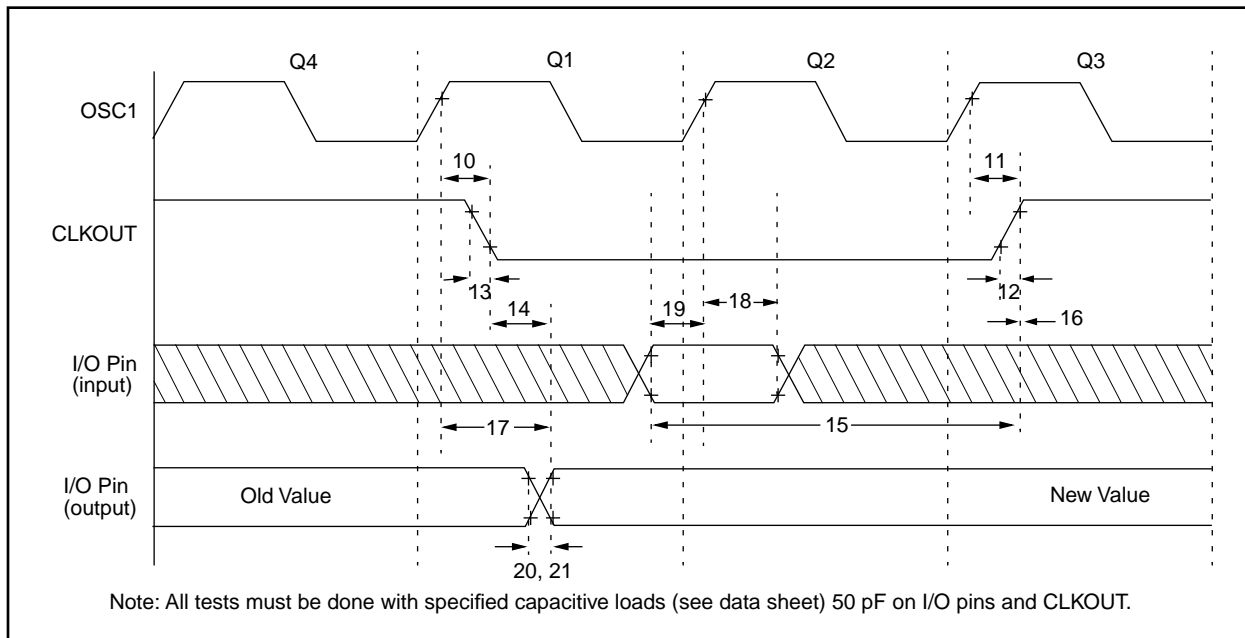 Q4
Q1
Q2
Q3
OSC1
10
11
CLKOUT
13
12
14
18
19
16
I/O Pin
(input)
17
15
I/O Pin
(output)
Old Value
New Value
20, 21
Note: All tests must be done with specified capacitive loads (see data sheet) 50 pF on I/O pins and CLKOUT.